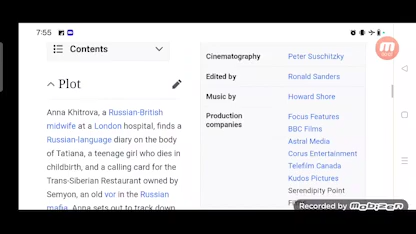 7:55
Contents
Plot
Anna Khitrova, a Russian-British
midwife at a London hospital, finds a
Russian-language diary on the body
of Tatiana, a teenage girl who dies in
childbirth, and a calling card for the
Trans-Siberian Restaurant owned by
Semyon, an old vor in the Russian
mafia. Anna sets out to track down
Cinematography Peter Suschitzky
Edited by Ronald Sanders
Music by Howard Shore
Production
companies
Focus Features
BBC Films
Astral Media
Corus Entertainment
Telefilm Canada
Kudos Pictures
Serendipity Point
Recorded by Mobizen